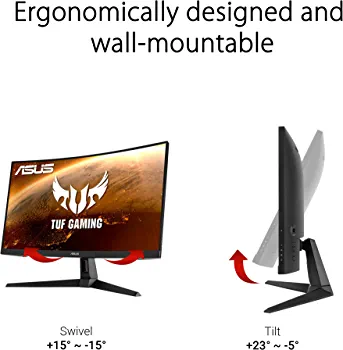 Ergonomically designed and
wall-mountable
ASUS
TUF GAMING
Swivel
+15° ~ -15°
Tilt
+23° ~ -5°